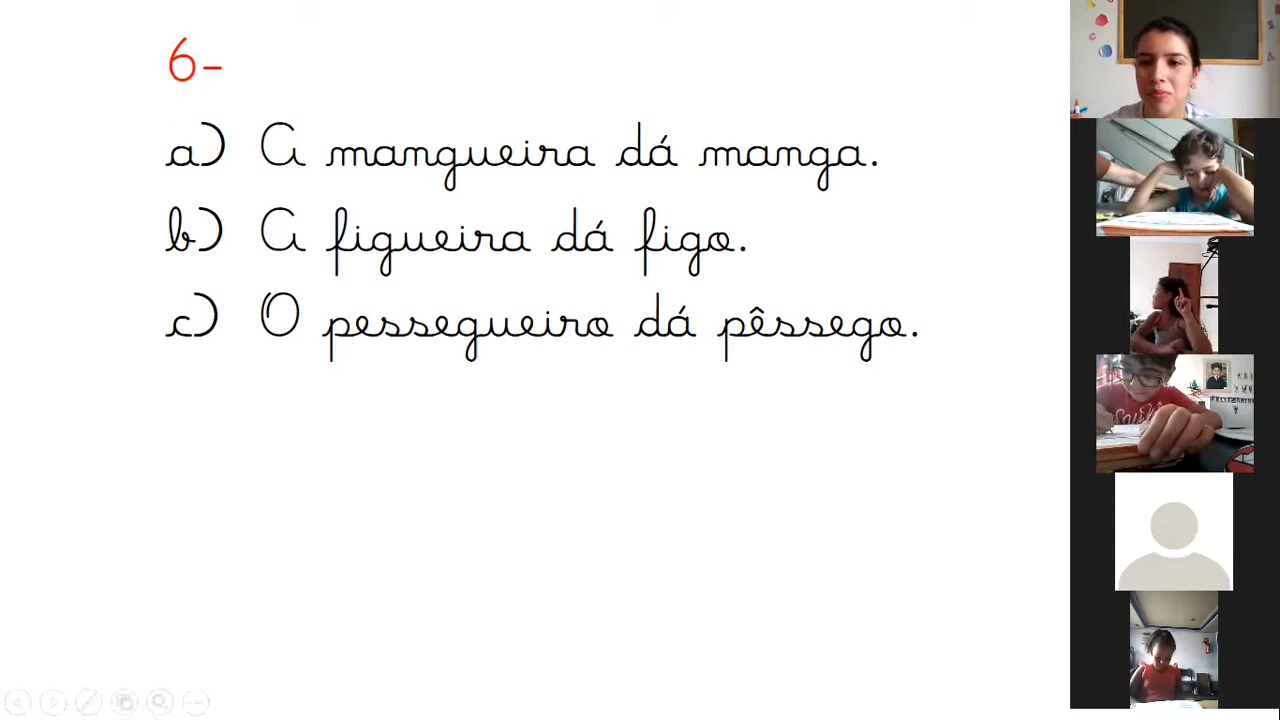 6-
a) A mangueira dá manga.
b) A figueira dá figo.
c) O pessegueiro dá pêssego.